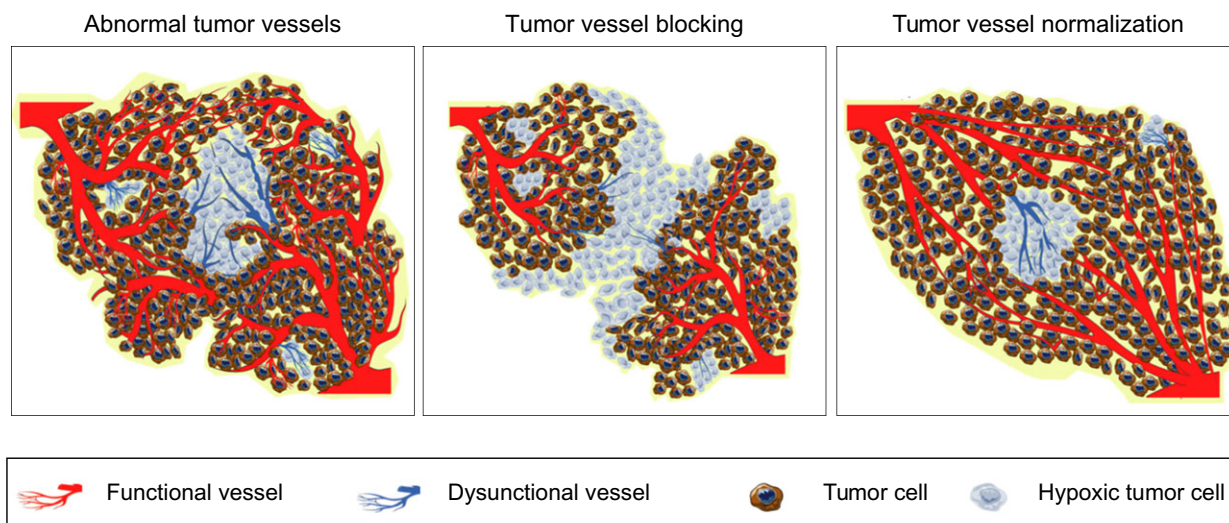 Abnormal tumor vessels
Tumor vessel blocking
Tumor vessel normalization
Functional vessel
Dysunctional vessel
Tumor cell
Hypoxic tumor cell